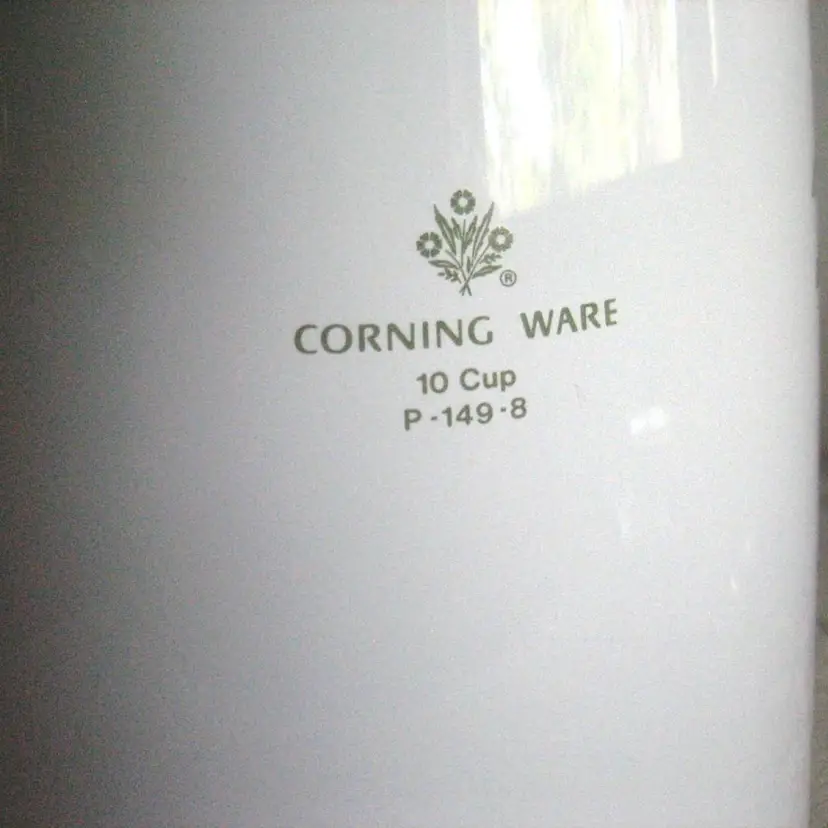 ®
CORNING WARE
10 Cup
P-149-8